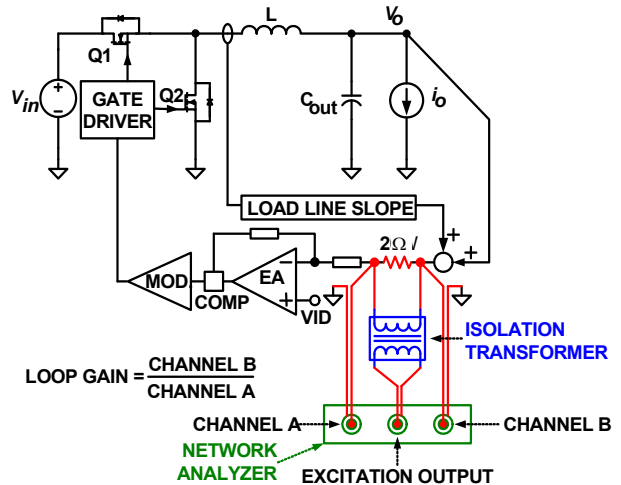 L
Vo
Q1
Vin
GATE
DRIVER
Q2
Cout
io
LOAD LINE SLOPE
+
+
2Ω /
−
EA
+
MOD
COMP
VID
ISOLATION
TRANSFORMER
LOOP GAIN = CHANNEL B
CHANNEL A
CHANNEL A
CHANNEL B
NETWORK
ANALYZER
EXCITATION OUTPUT